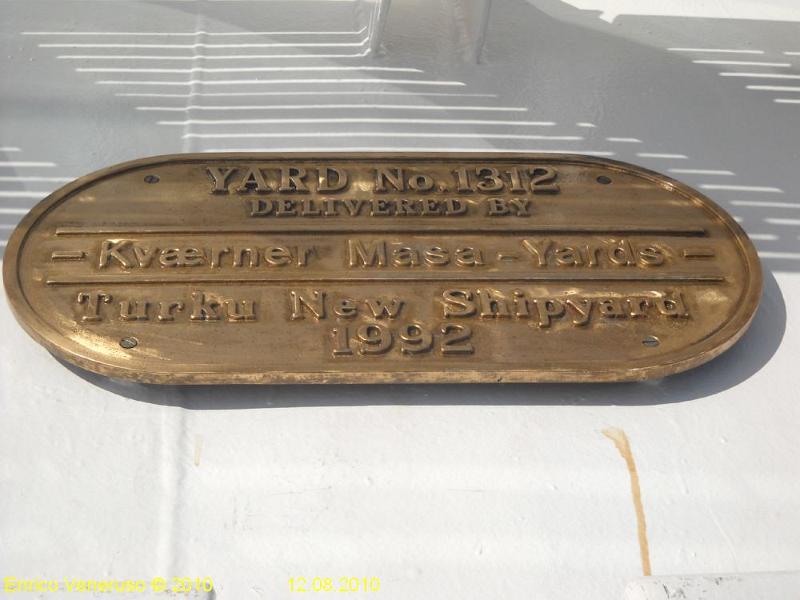 YARD No. 1312
DELIVERED BY
- Kværner Masa-Yards -
Turku New Shipyard
1992
Enrico Veneruso © 2010 12.08.2010